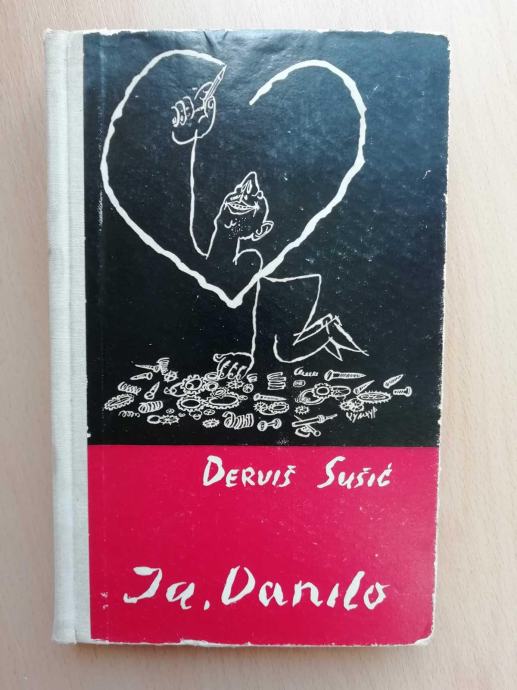 DERVIŠ SUŠIĆ
Ja, Danilo